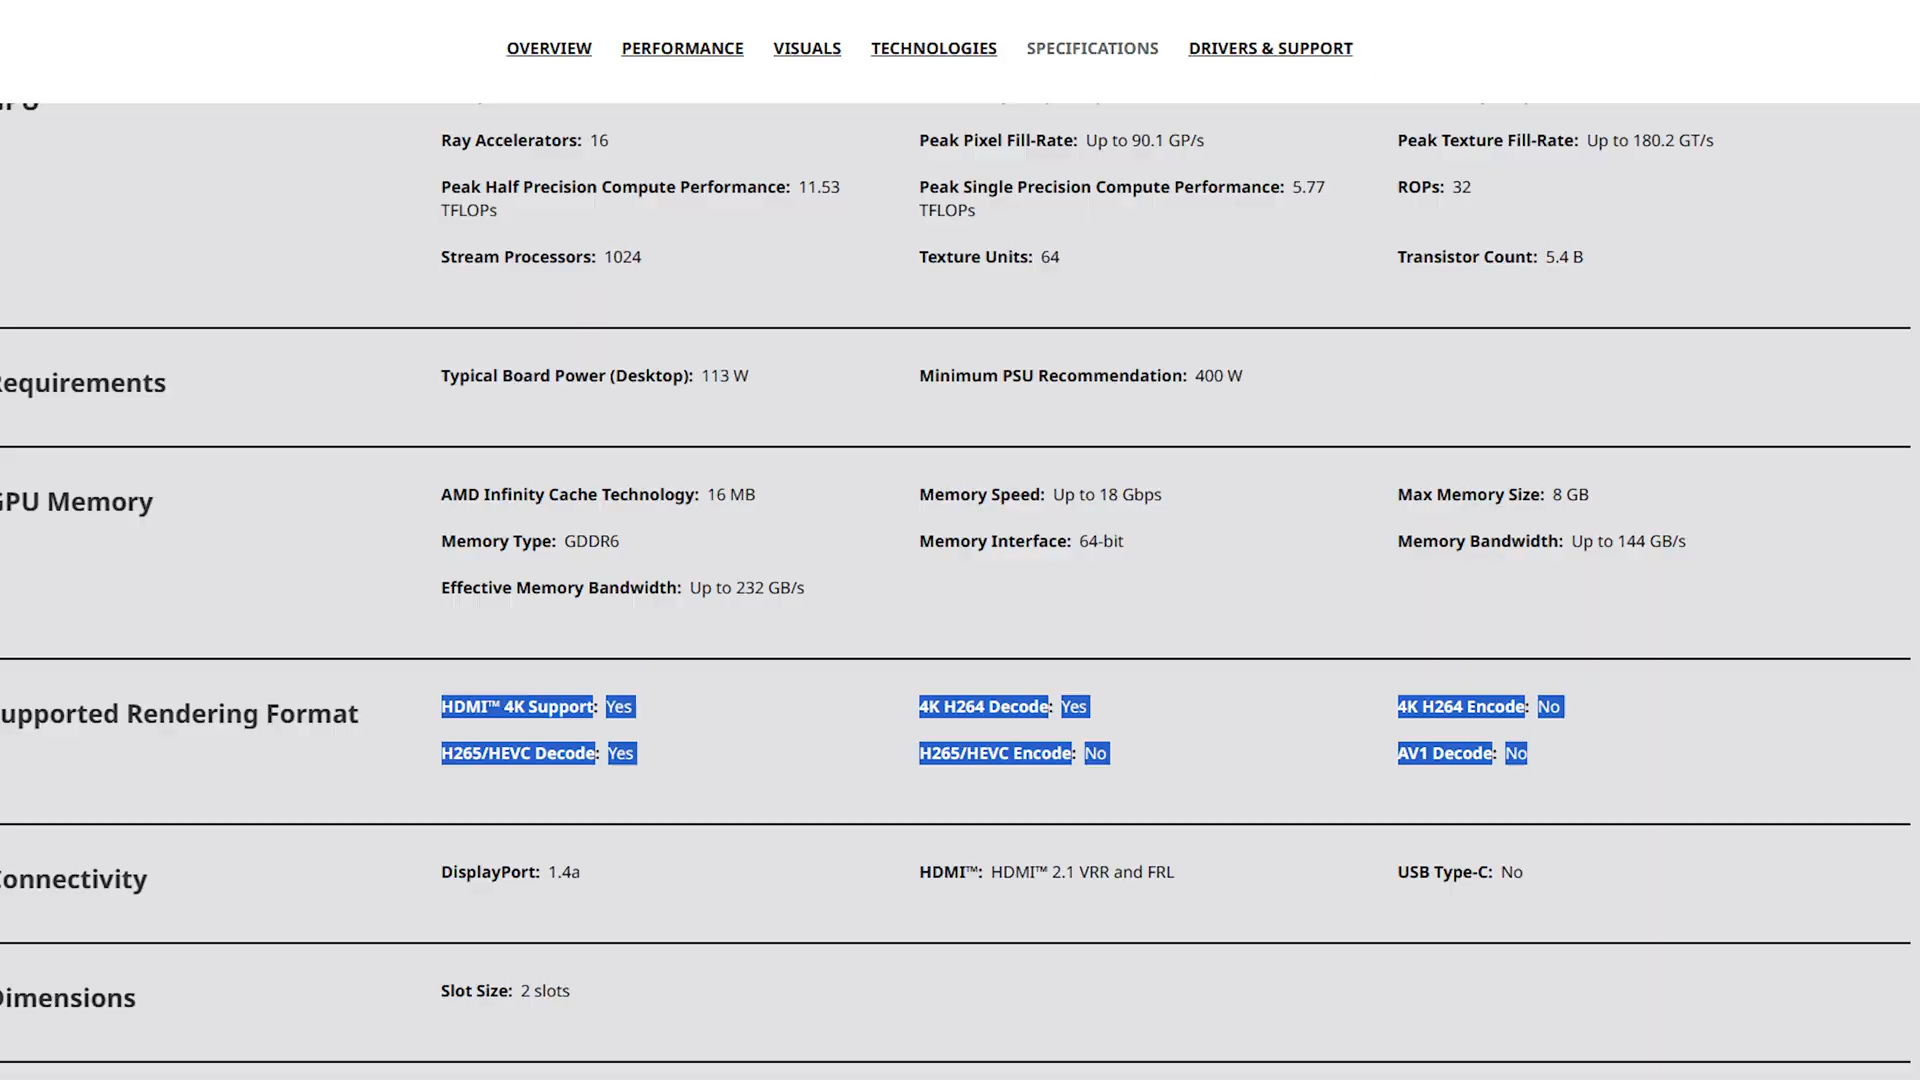 OVERVIEW PERFORMANCE VISUALS TECHNOLOGIES SPECIFICATIONS DRIVERS & SUPPORT
Ray Accelerators: 16 Peak Pixel Fill-Rate: Up to 90.1 GP/s Peak Texture Fill-Rate: Up to 180.2 GT/s
Peak Half Precision Compute Performance: 11.53 Peak Single Precision Compute Performance: 5.77 ROPs: 32
TFLOPs TFLOPs
Stream Processors: 1024 Texture Units: 64 Transistor Count: 5.4 B
Requirements Typical Board Power (Desktop): 113 W Minimum PSU Recommendation: 400 W
GPU Memory AMD Infinity Cache Technology: 16 MB Memory Speed: Up to 18 Gbps Max Memory Size: 8 GB
Memory Type: GDDR6 Memory Interface: 64-bit Memory Bandwidth: Up to 144 GB/s
Effective Memory Bandwidth: Up to 232 GB/s
upported Rendering Format HDMI™ 4K Support: Yes 4K H264 Decode: Yes 4K H264 Encode: No
H265/HEVC Decode: Yes H265/HEVC Encode: No AV1 Decode: No
Connectivity DisplayPort: 1.4a HDMI™: HDMI™ 2.1 VRR and FRL USB Type-C: No
Dimensions Slot Size: 2 slots